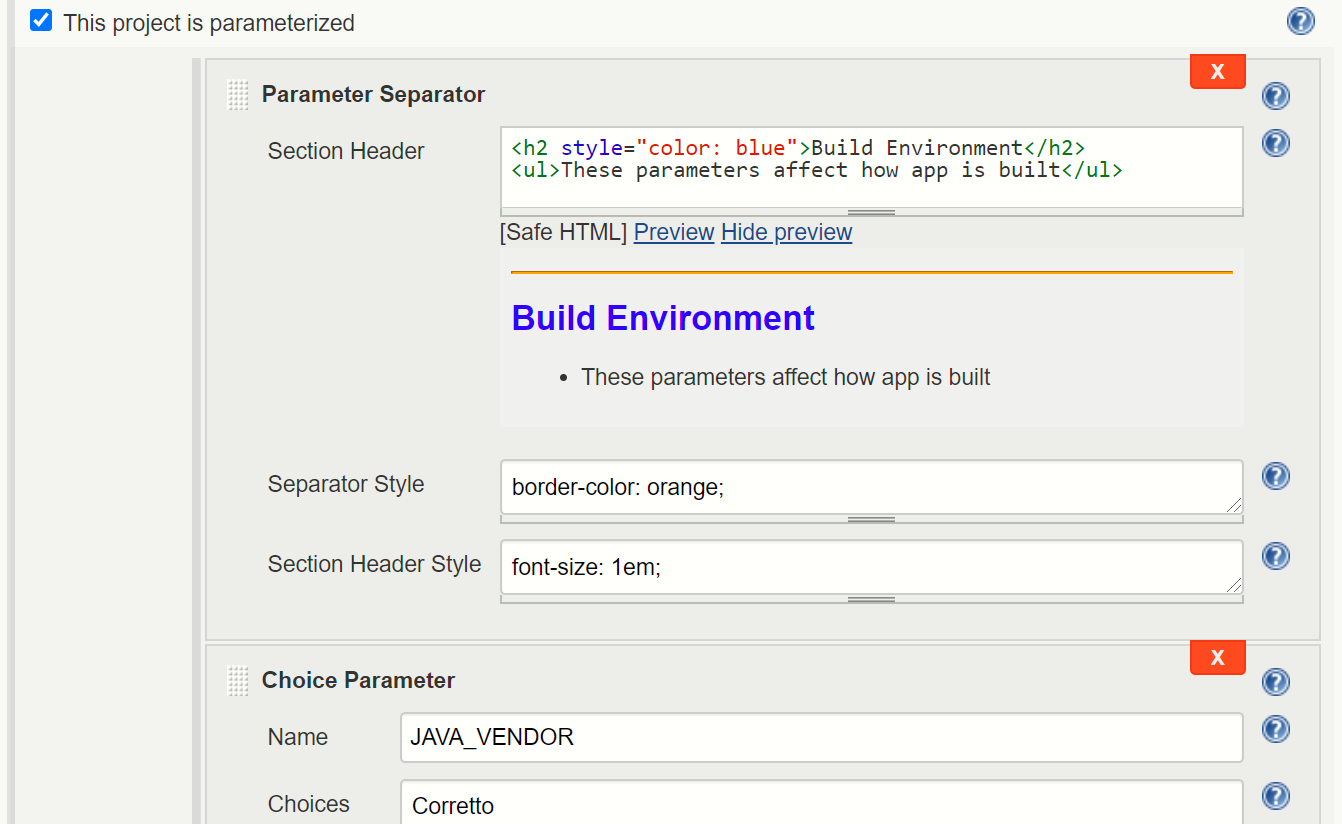 This project is parameterized
?
X
Parameter Separator
?
Section Header
<h2 style="color: blue">Build Environment</h2>
<ul>These parameters affect how app is built</ul>
?
[Safe HTML] Preview Hide preview
Build Environment
• These parameters affect how app is built
Separator Style
border-color: orange;
?
Section Header Style
font-size: 1em;
?
X
Choice Parameter
?
Name
JAVA_VENDOR
?
Choices
Corretto
?